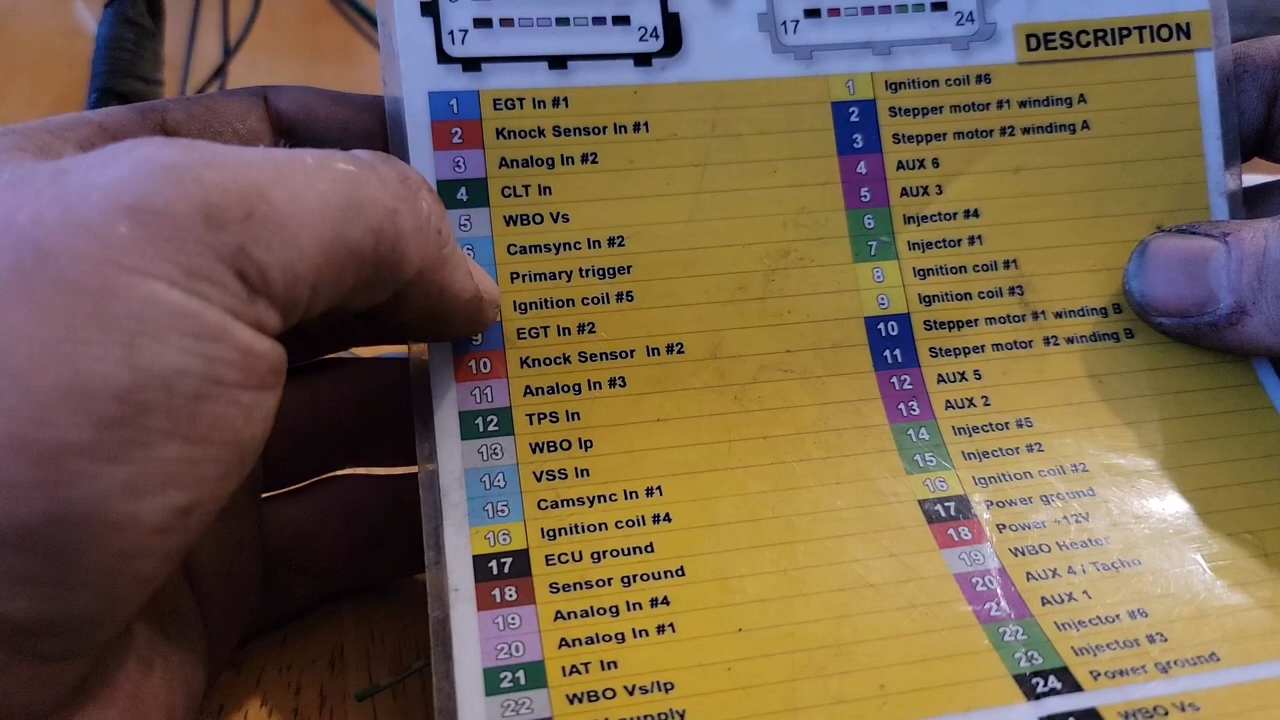 17 24
17 24
DESCRIPTION
1 EGT In #1
2 Knock Sensor In #1
3 Analog In #2
4 CLT In
5 WBO Vs
6 Camsync In #2
Primary trigger
Ignition coil #5
9 EGT In #2
10 Knock Sensor In #2
11 Analog In #3
12 TPS In
13 WBO Ip
14 VSS In
15 Camsync In #1
16 Ignition coil #4
17 ECU ground
18 Sensor ground
19 Analog In #4
20 Analog In #1
21 IAT In
22 WBO Vs/Ip
supply
1 Ignition coil #6
2 Stepper motor #1 winding A
3 Stepper motor #2 winding A
4 AUX 6
5 AUX 3
6 Injector #4
7 Injector #1
8 Ignition coil #1
9 Ignition coil #3
10 Stepper motor #1 winding B
11 Stepper motor #2 winding B
12 AUX 5
13 AUX 2
14 Injector #5
15 Injector #2
16 Ignition coil #2
17 Power ground
18 Power +12V
19 WBO Heater
20 AUX 4 / Tacho
21 AUX 1
22 Injector #6
23 Injector #3
24 Power ground
WBO Vs